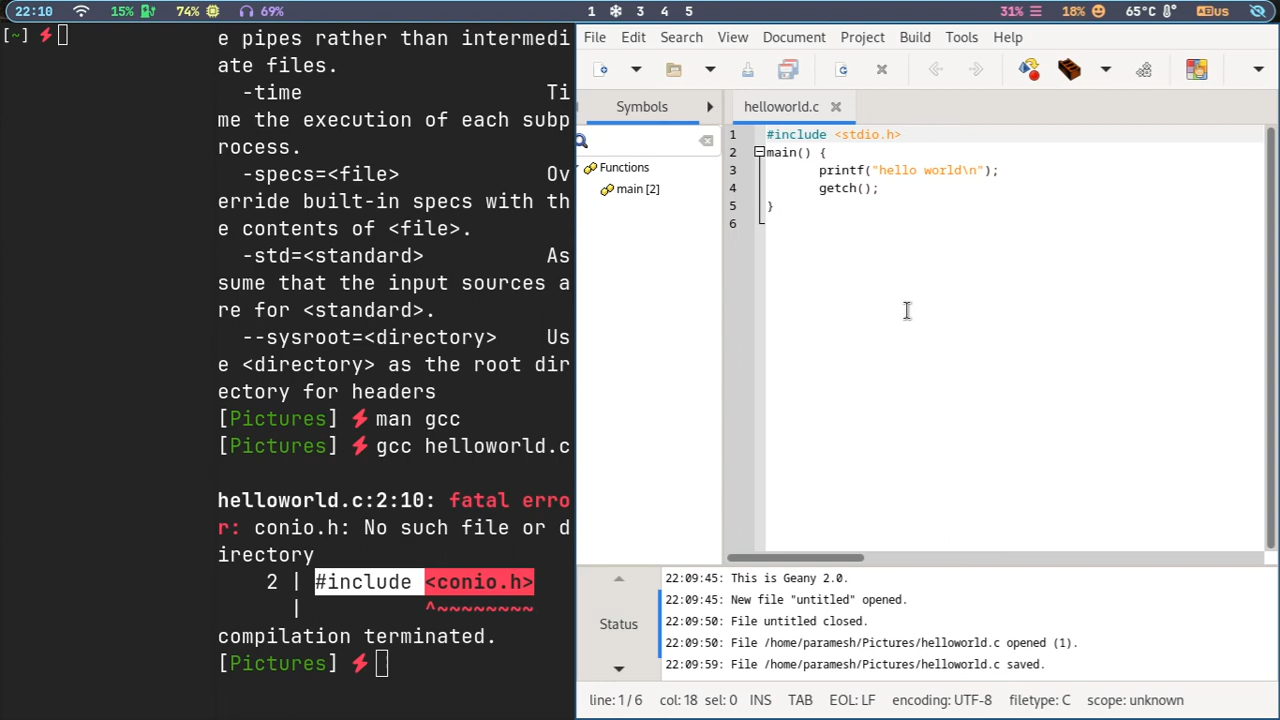 22:10 15% 74% 69% 1 3 4 5 31% 18% 65°C us
[~]
e pipes rather than intermedi
ate files.
-time Ti
me the execution of each subp
rocess.
-specs=<file> Ov
erride built-in specs with th
e contents of <file>.
-std=<standard> As
sume that the input sources a
re for <standard>.
--sysroot=<directory> Us
e <directory> as the root dir
ectory for headers
[Pictures] man gcc
[Pictures] gcc helloworld.c
helloworld.c:2:10: fatal erro
r: conio.h: No such file or d
irectory
2 | #include <conio.h>
| ^~~~~~~~~
compilation terminated.
[Pictures]
File Edit Search View Document Project Build Tools Help
Symbols
helloworld.c
Functions
main [2]
1 #include <stdio.h>
2 main() {
3 printf("hello world\n");
4 getch();
5 }
6
Status
22:09:45: This is Geany 2.0.
22:09:45: New file "untitled" opened.
22:09:50: File untitled closed.
22:09:50: File /home/paramesh/Pictures/helloworld.c opened (1).
22:09:59: File /home/paramesh/Pictures/helloworld.c saved.
line: 1/6 col: 18 sel: 0 INS TAB EOL: LF encoding: UTF-8 filetype: C scope: unknown